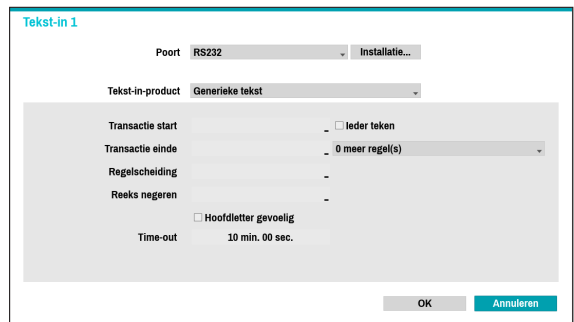 Tekst-in 1
Poort RS232 Installatie...
Tekst-in-product Generieke tekst
Transactie start Ieder teken
Transactie einde 0 meer regel(s)
Regelscheiding
Reeks negeren
Hoofdletter gevoelig
Time-out 10 min. 00 sec.
OK Annuleren